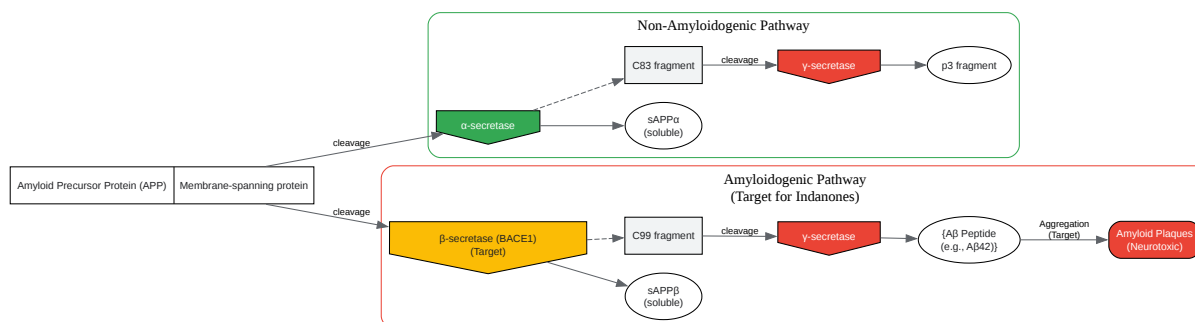 Non-Amyloidogenic Pathway
C83 fragment
cleavage
γ-secretase
p3 fragment
α-secretase
sAPPα
(soluble)
cleavage
Amyloid Precursor Protein (APP)
Membrane-spanning protein
Amyloidogenic Pathway
(Target for Indanones)
cleavage
β-secretase (BACE1)
(Target)
C99 fragment
cleavage
γ-secretase
{Aβ Peptide
(e.g., Aβ42)}
Aggregation
(Target)
Amyloid Plaques
(Neurotoxic)
sAPPβ
(soluble)